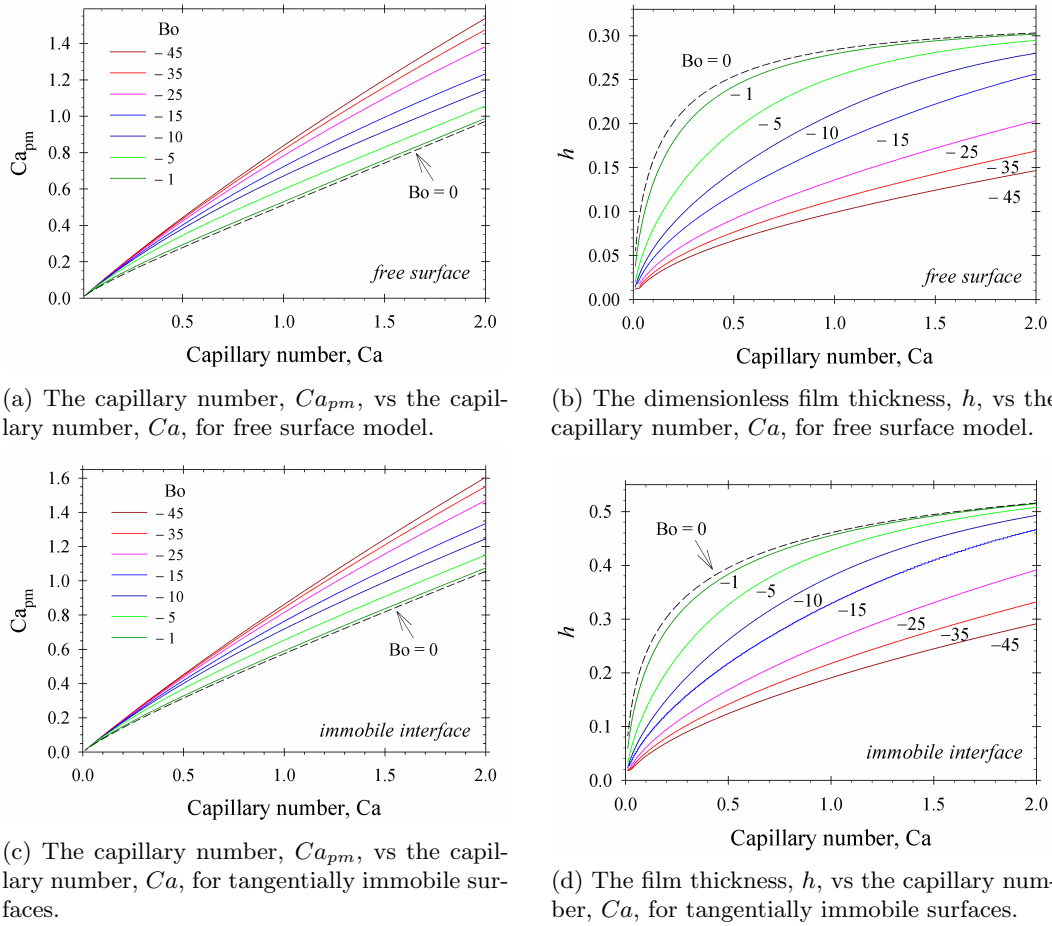 Bo
− 45
− 35
− 25
− 15
− 10
− 5
− 1
1.4
1.2
1.0
0.8
0.6
0.4
0.2
0.0
Ca_pm
Bo = 0
free surface
0.5
1.0
1.5
2.0
Capillary number, Ca
(a) The capillary number, Ca_pm, vs the capil-
lary number, Ca, for free surface model.
0.30
0.25
0.20
0.15
0.10
0.05
0.00
h
Bo = 0
− 1
− 5
− 10
− 15
− 25
− 35
− 45
free surface
0.0
0.5
1.0
1.5
2.0
Capillary number, Ca
(b) The dimensionless film thickness, h, vs the
capillary number, Ca, for free surface model.
Bo
− 45
− 35
− 25
− 15
− 10
− 5
− 1
1.6
1.4
1.2
1.0
0.8
0.6
0.4
0.2
0.0
Ca_pm
Bo = 0
immobile interface
0.0
0.5
1.0
1.5
2.0
Capillary number, Ca
(c) The capillary number, Ca_pm, vs the capil-
lary number, Ca, for tangentially immobile sur-
faces.
0.5
0.4
0.3
0.2
0.1
0.0
h
Bo = 0
−1
−5
−10
−15
−25
−35
−45
immobile interface
0.0
0.5
1.0
1.5
2.0
Capillary number, Ca
(d) The film thickness, h, vs the capillary num-
ber, Ca, for tangentially immobile surfaces.